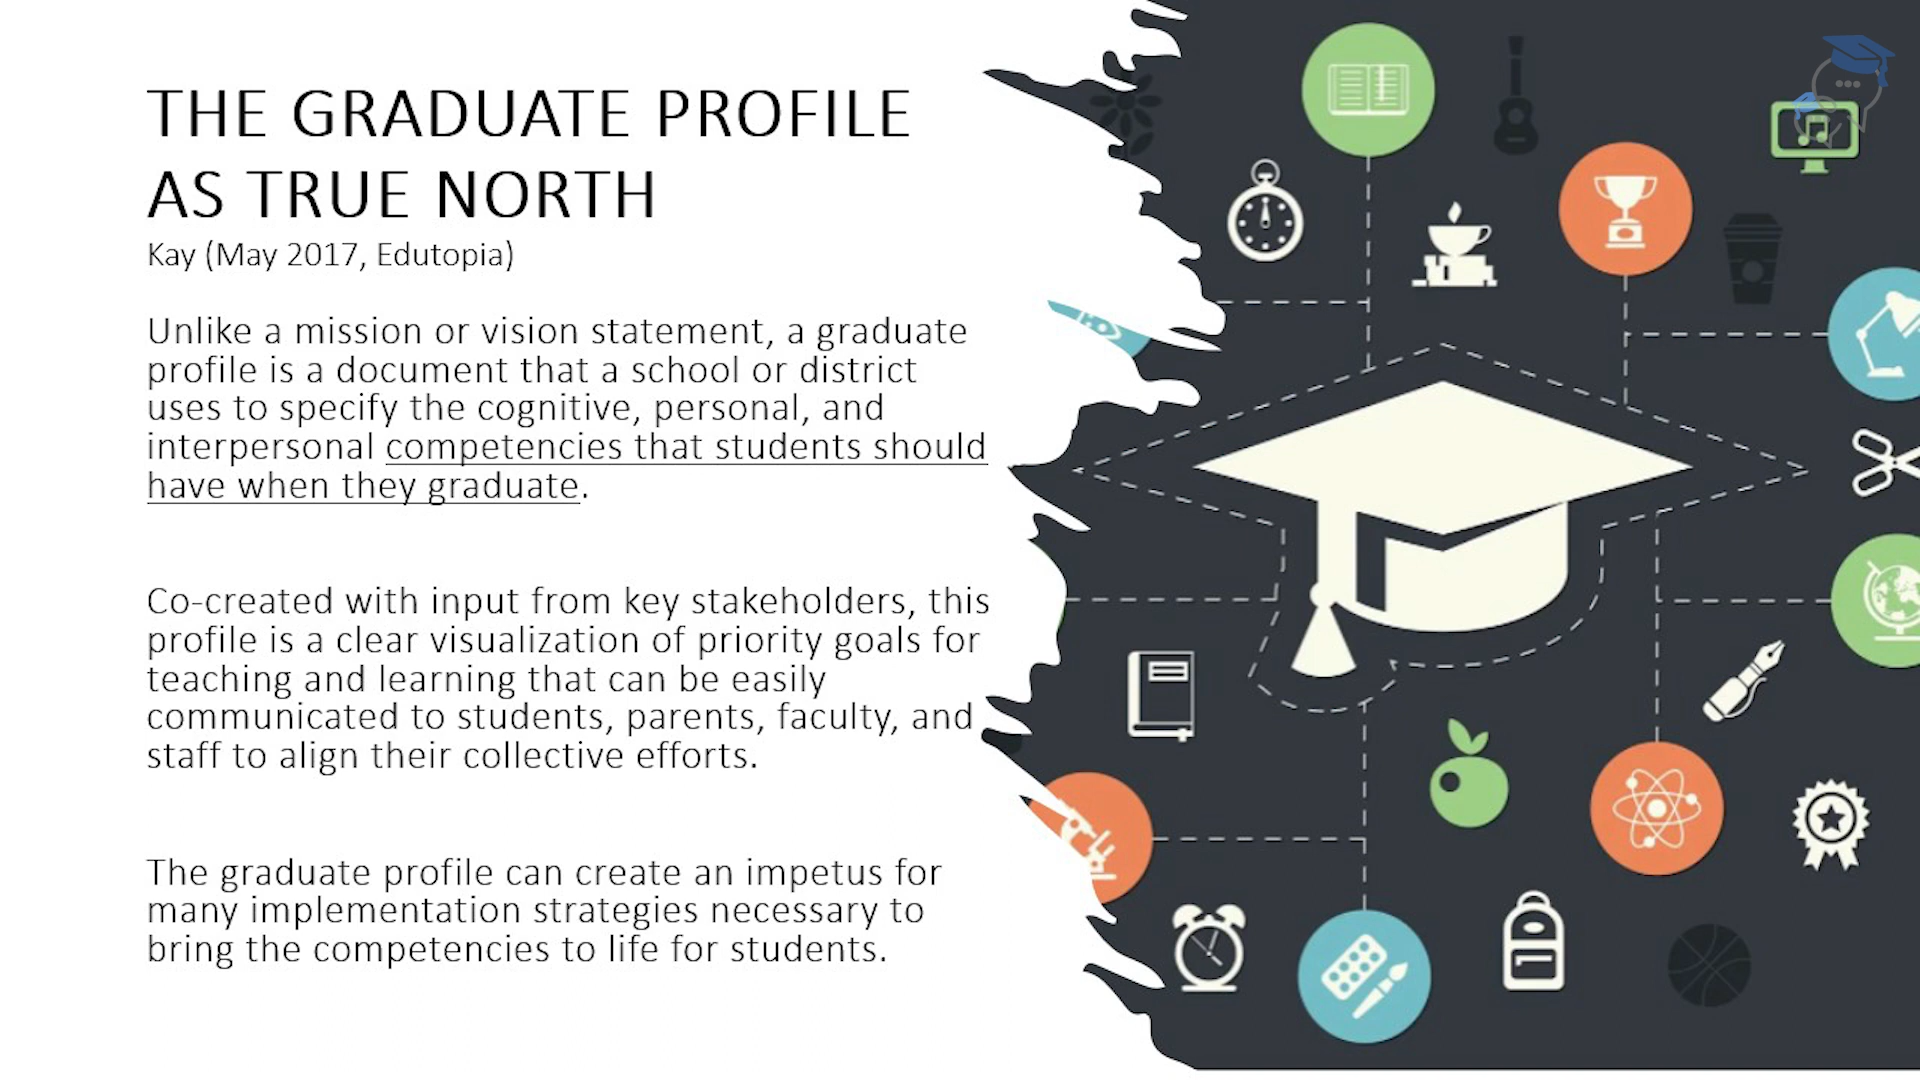 THE GRADUATE PROFILE
AS TRUE NORTH
Kay (May 2017, Edutopia)
Unlike a mission or vision statement, a graduate
profile is a document that a school or district
uses to specify the cognitive, personal, and
interpersonal competencies that students should
have when they graduate.
Co-created with input from key stakeholders, this
profile is a clear visualization of priority goals for
teaching and learning that can be easily
communicated to students, parents, faculty, and
staff to align their collective efforts.
The graduate profile can create an impetus for
many implementation strategies necessary to
bring the competencies to life for students.